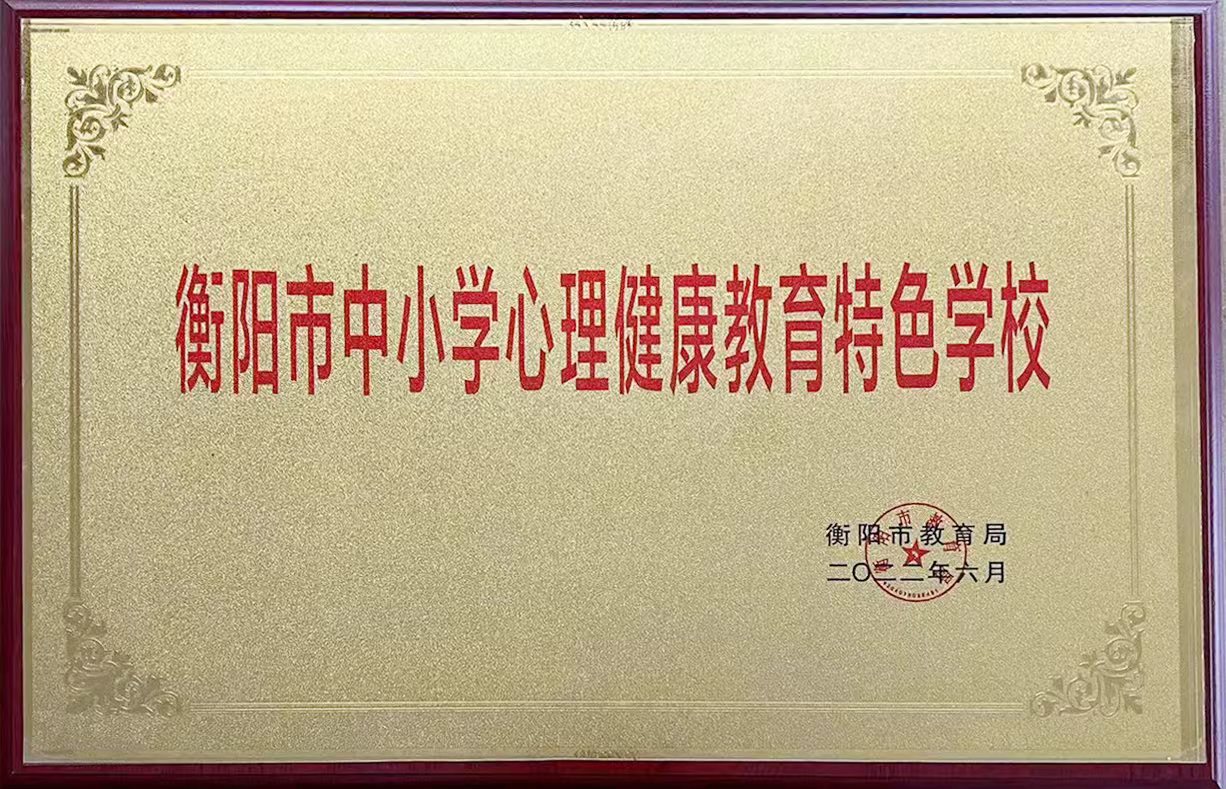 衡阳市中小学心理健康教育特色学校
衡阳市教育局
二〇二二年六月